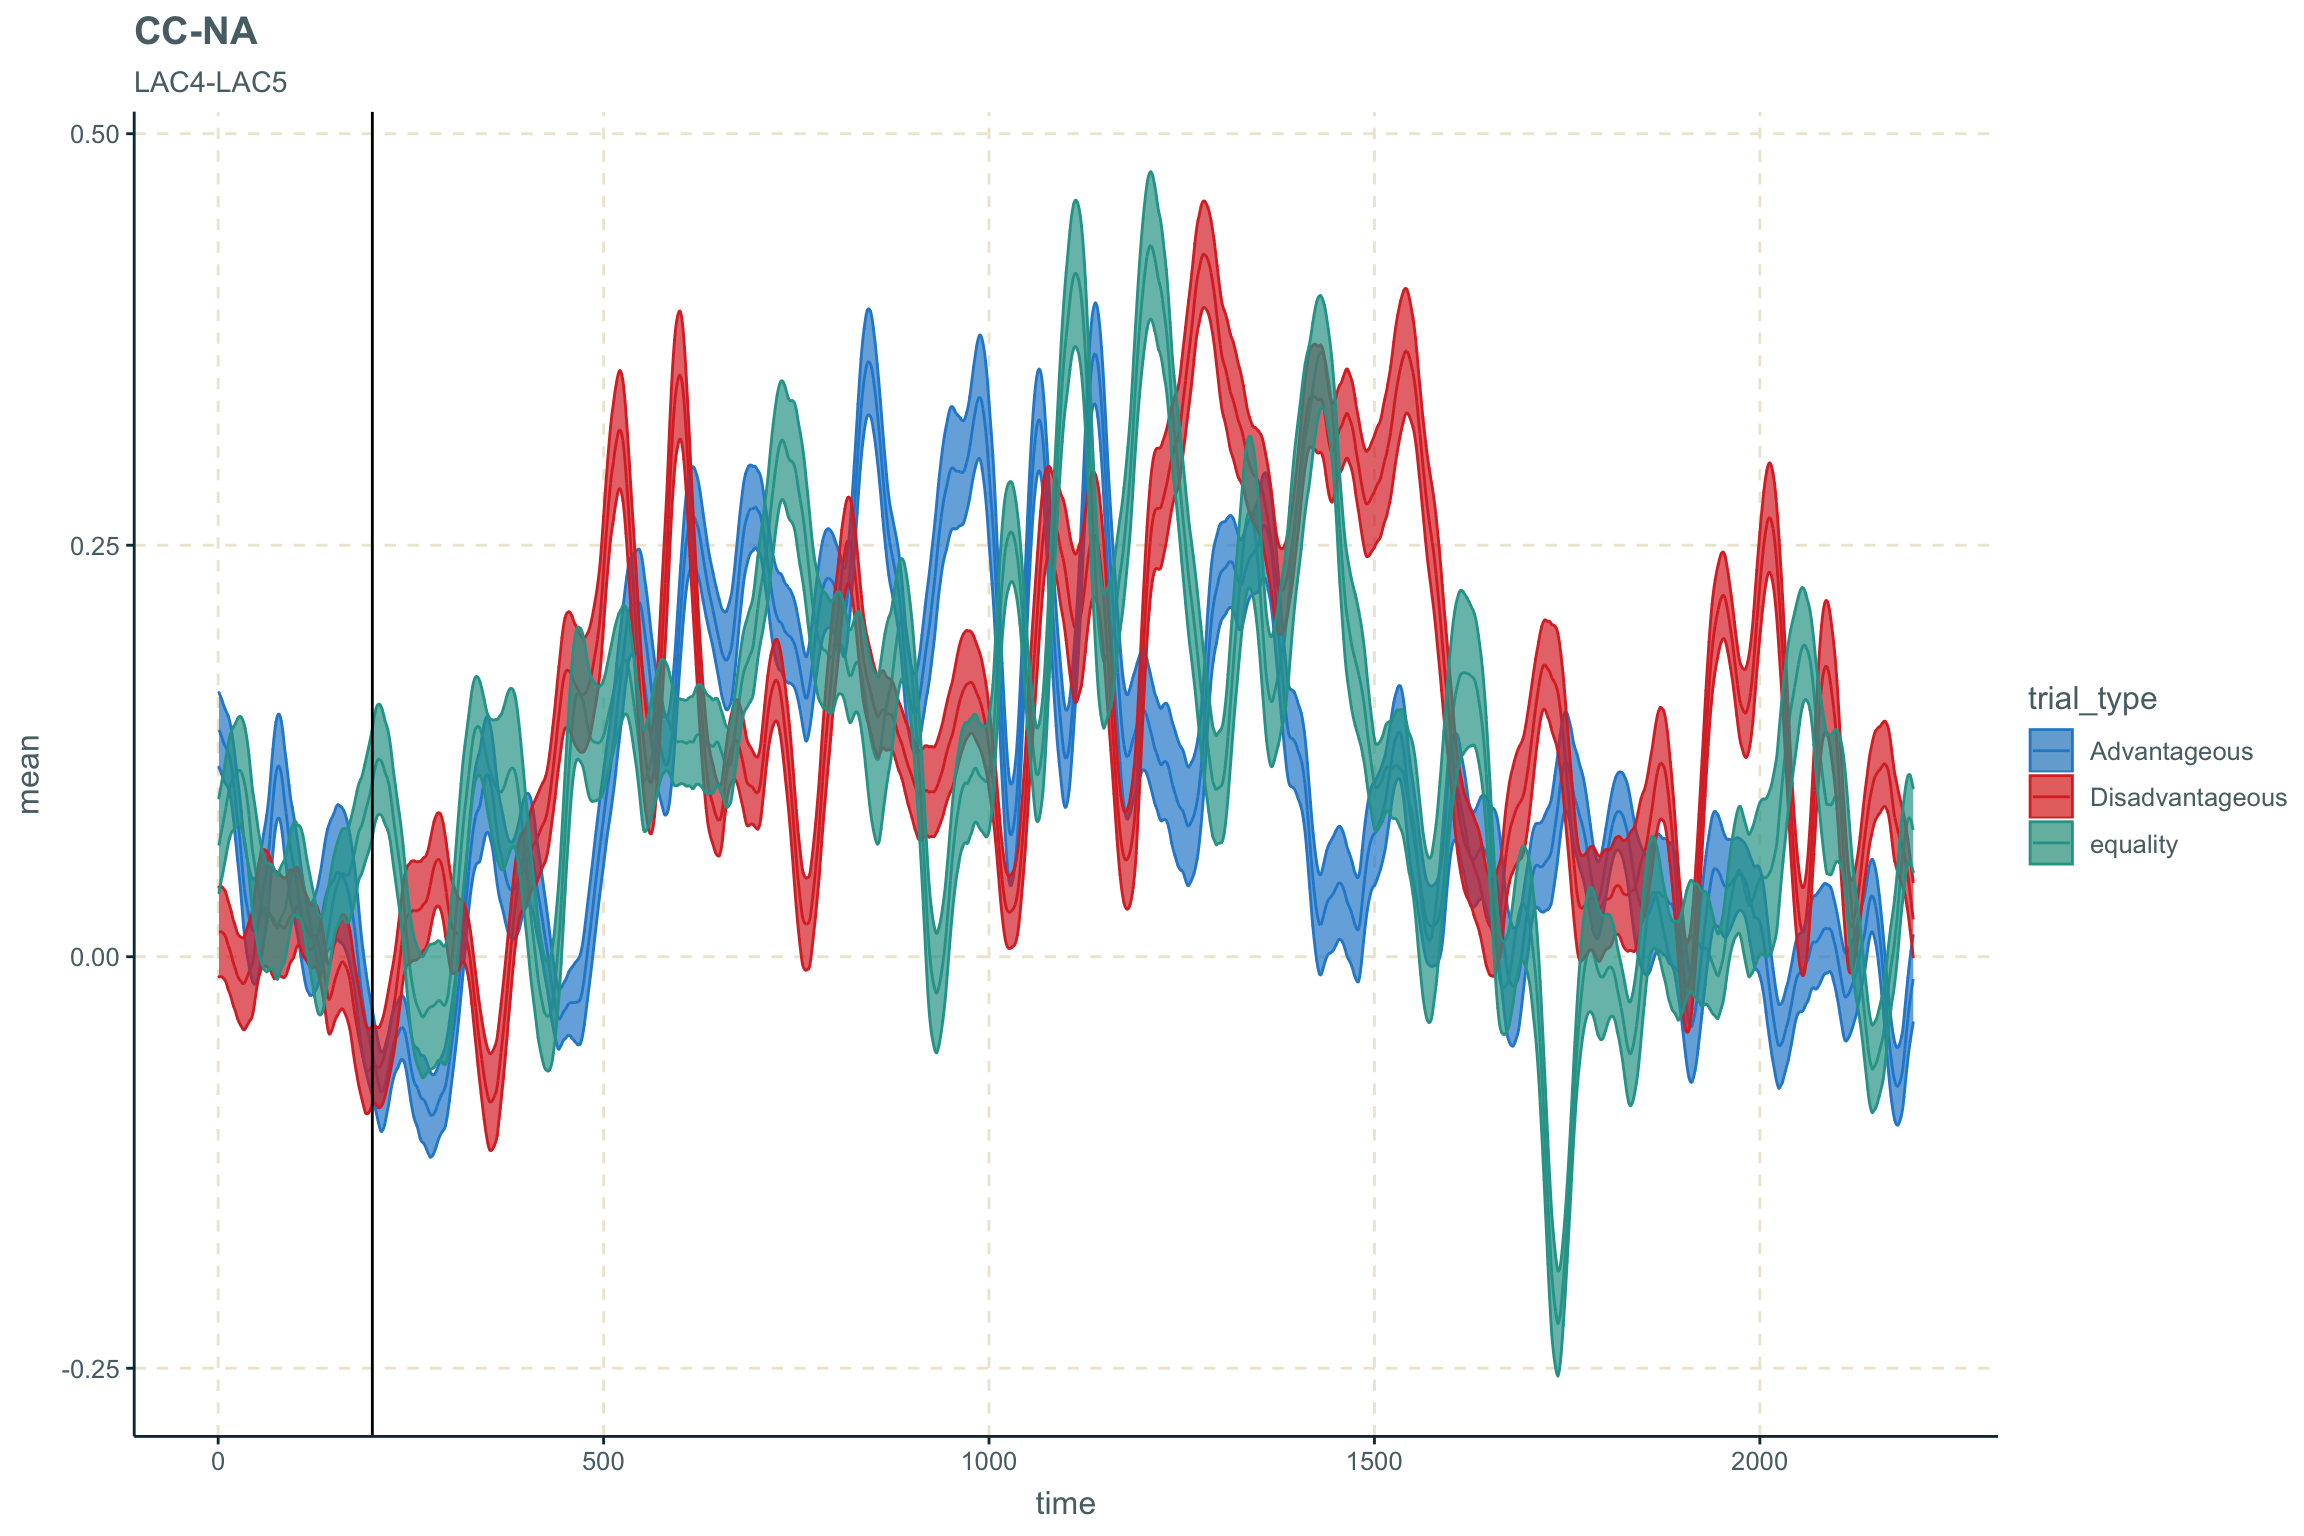 CC-NA
LAC4-LAC5
0.50
0.25
0.00
-0.25
mean
0
500
1000
1500
2000
time
trial_type
Advantageous
Disadvantageous
equality